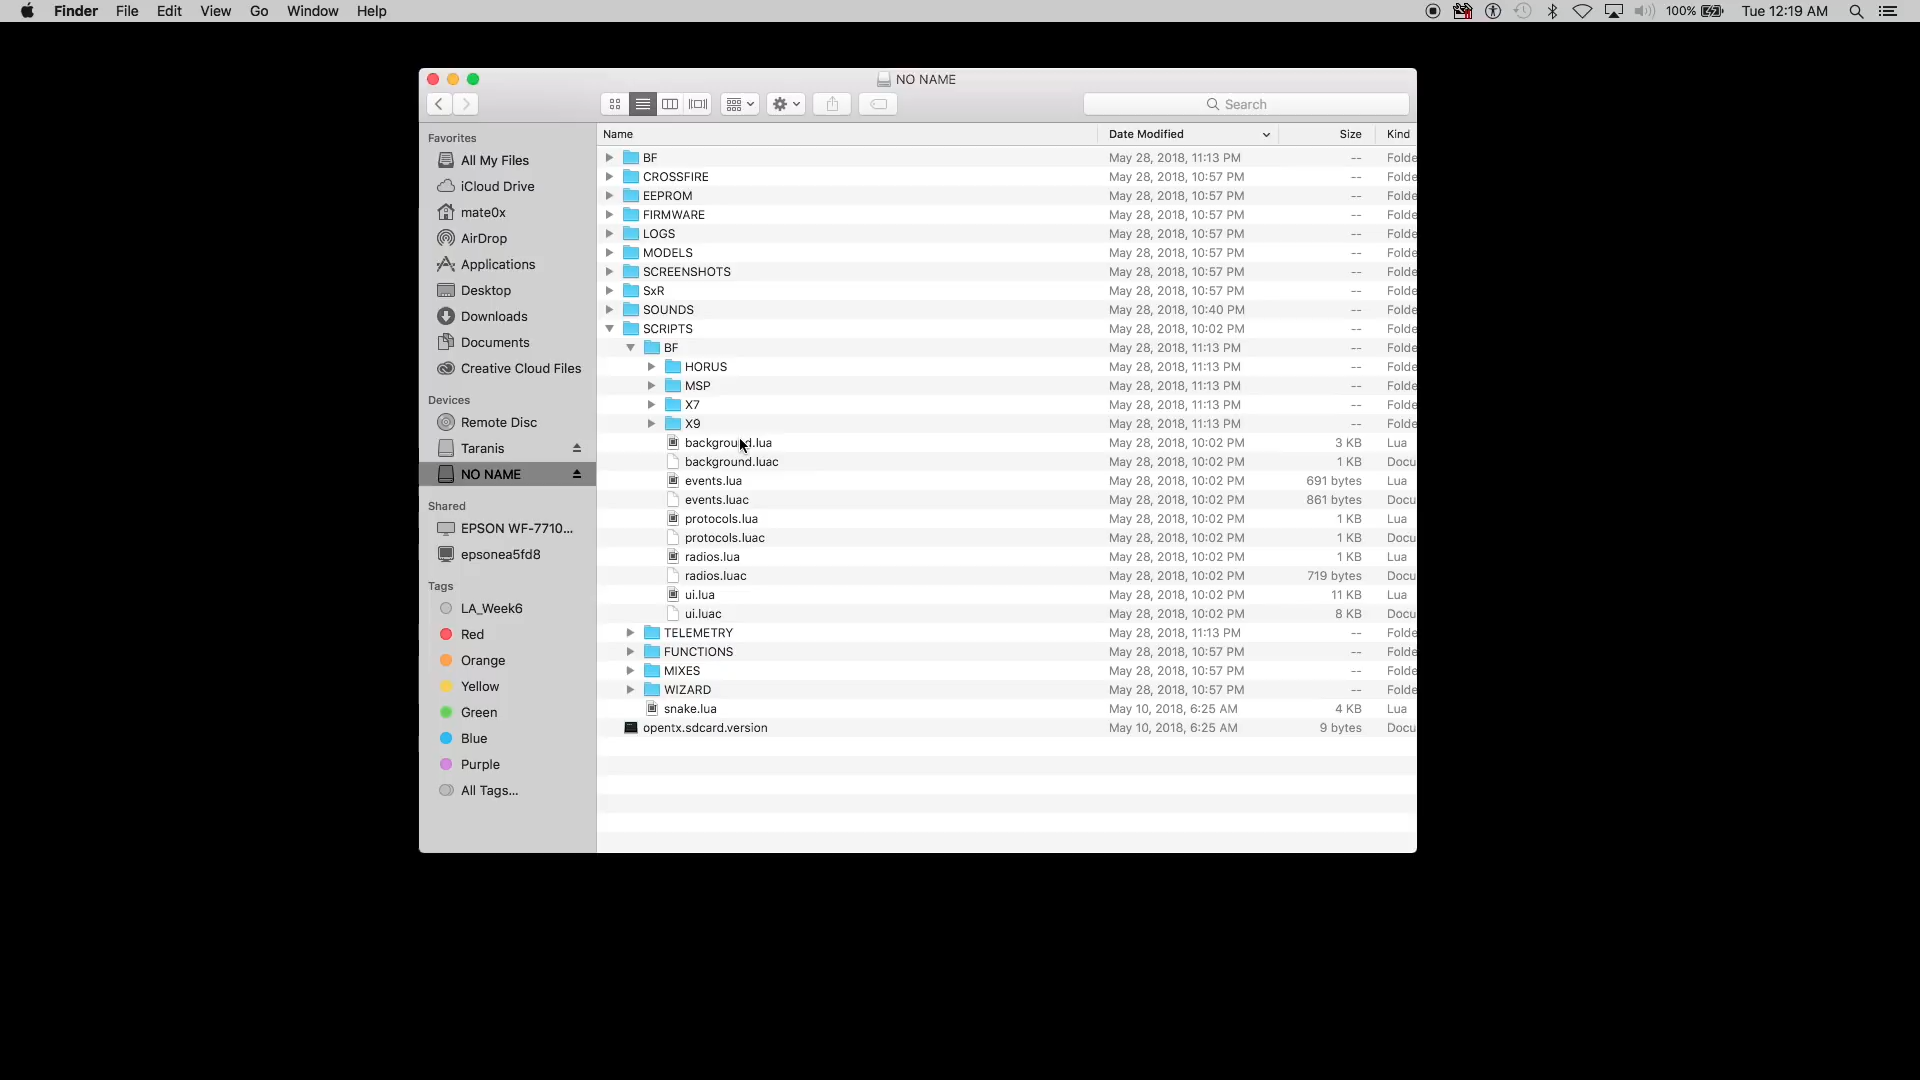 Finder File Edit View Go Window Help 100% Tue 12:19 AM
NO NAME
Search
Favorites
All My Files
iCloud Drive
mate0x
AirDrop
Applications
Desktop
Downloads
Documents
Creative Cloud Files
Devices
Remote Disc
Taranis
NO NAME
Shared
EPSON WF-7710...
epsonea5fd8
Tags
LA_Week6
Red
Orange
Yellow
Green
Blue
Purple
All Tags...
Name Date Modified Size Kind
BF May 28, 2018, 11:13 PM -- Folde
CROSSFIRE May 28, 2018, 10:57 PM -- Folde
EEPROM May 28, 2018, 10:57 PM -- Folde
FIRMWARE May 28, 2018, 10:57 PM -- Folde
LOGS May 28, 2018, 10:57 PM -- Folde
MODELS May 28, 2018, 10:57 PM -- Folde
SCREENSHOTS May 28, 2018, 10:57 PM -- Folde
SxR May 28, 2018, 10:57 PM -- Folde
SOUNDS May 28, 2018, 10:40 PM -- Folde
SCRIPTS May 28, 2018, 10:02 PM -- Folde
BF May 28, 2018, 11:13 PM -- Folde
HORUS May 28, 2018, 11:13 PM -- Folde
MSP May 28, 2018, 11:13 PM -- Folde
X7 May 28, 2018, 11:13 PM -- Folde
X9 May 28, 2018, 11:13 PM -- Folde
background.lua May 28, 2018, 10:02 PM 3 KB Lua
background.luac May 28, 2018, 10:02 PM 1 KB Docu
events.lua May 28, 2018, 10:02 PM 691 bytes Lua
events.luac May 28, 2018, 10:02 PM 861 bytes Docu
protocols.lua May 28, 2018, 10:02 PM 1 KB Lua
protocols.luac May 28, 2018, 10:02 PM 1 KB Docu
radios.lua May 28, 2018, 10:02 PM 1 KB Lua
radios.luac May 28, 2018, 10:02 PM 719 bytes Docu
ui.lua May 28, 2018, 10:02 PM 11 KB Lua
ui.luac May 28, 2018, 10:02 PM 8 KB Docu
TELEMETRY May 28, 2018, 11:13 PM -- Folde
FUNCTIONS May 28, 2018, 10:57 PM -- Folde
MIXES May 28, 2018, 10:57 PM -- Folde
WIZARD May 28, 2018, 10:57 PM -- Folde
snake.lua May 10, 2018, 6:25 AM 4 KB Lua
opentx.sdcard.version May 10, 2018, 6:25 AM 9 bytes Docu